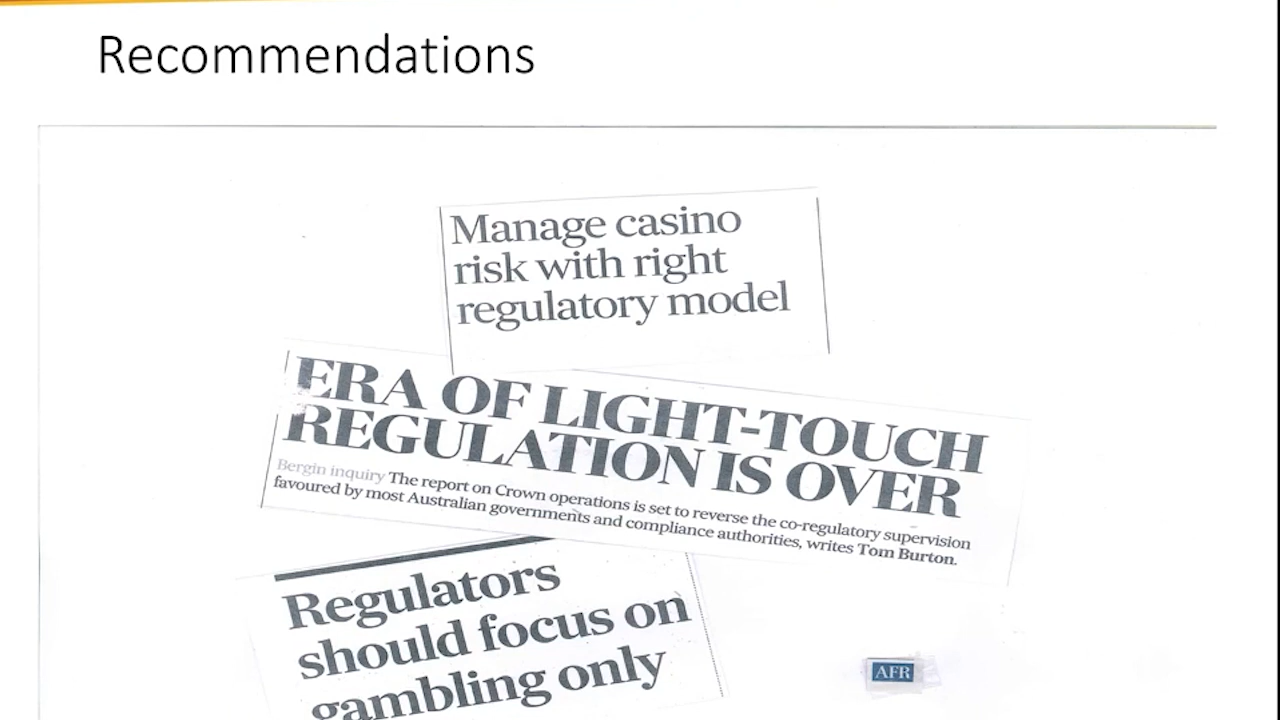 Recommendations
Manage casino
risk with right
regulatory model
ERA OF LIGHT-TOUCH
REGULATION IS OVER
Bergin inquiry The report on Crown operations is set to reverse the co-regulatory supervision
favoured by most Australian governments and compliance authorities, writes Tom Burton.
Regulators
should focus on
gambling only
AFR